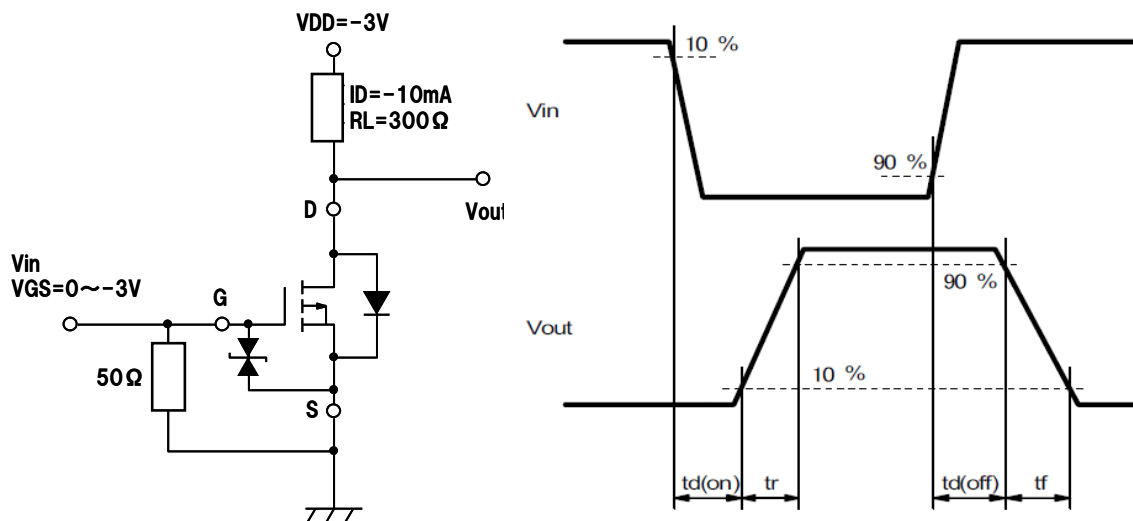 VDD=-3V
ID=-10mA
RL=300Ω
D
Vout
Vin
VGS=0～-3V
G
50Ω
S
10 %
Vin
90 %
90 %
Vout
10 %
td(on)
tr
td(off)
tf